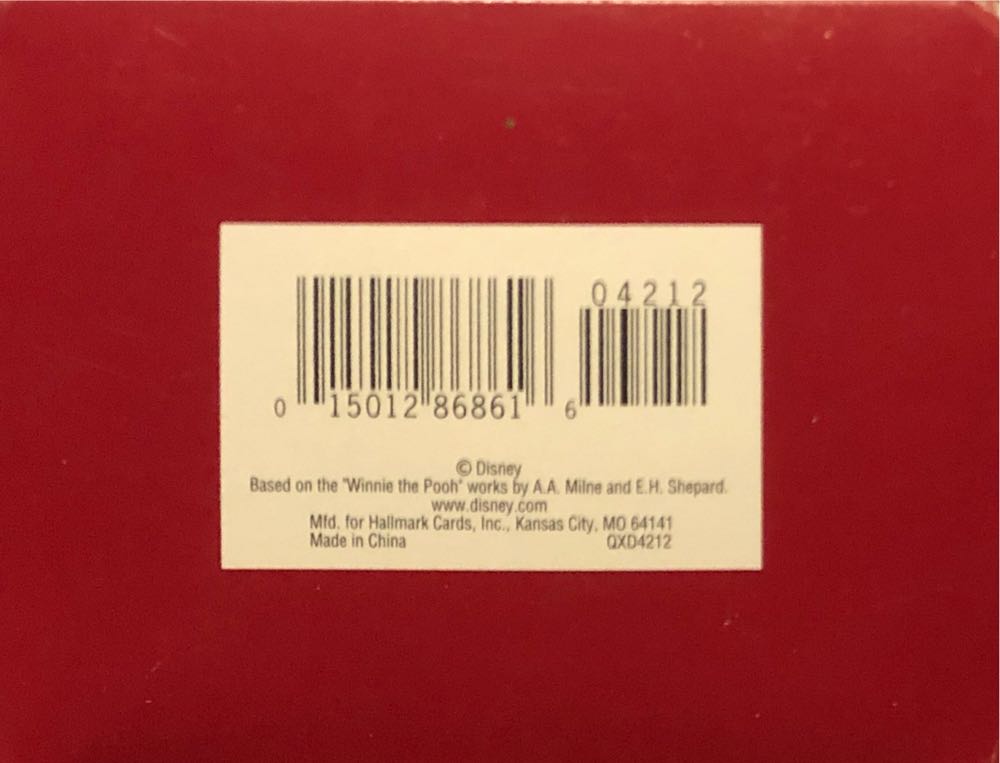 04212
0 15012 86861 6
© Disney
Based on the "Winnie the Pooh" works by A.A. Milne and E.H. Shepard.
www.disney.com
Mfd. for Hallmark Cards, Inc., Kansas City, MO 64141
Made in China QXD4212